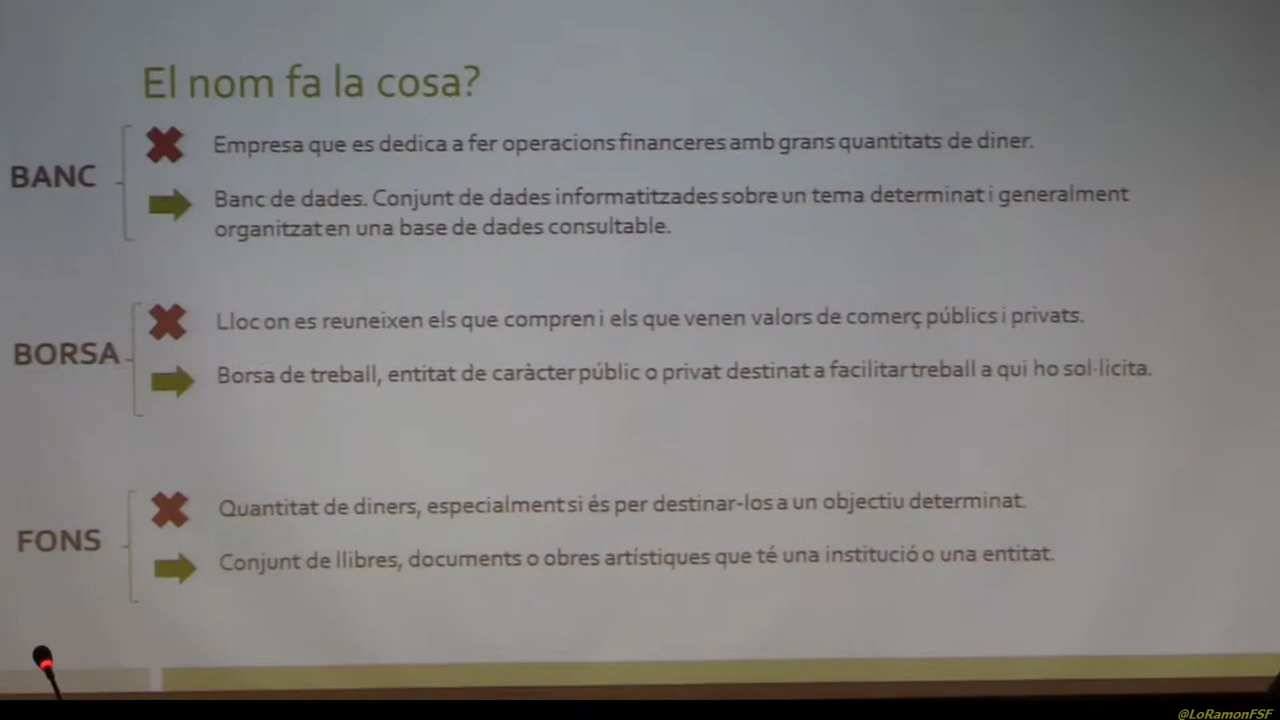 El nom fa la cosa?
BANC
Empresa que es dedica a fer operacions financeres amb grans quantitats de diner.
Banc de dades. Conjunt de dades informatitzades sobre un tema determinat i generalment
organitzat en una base de dades consultable.
BORSA
Lloc on es reuneixen els que compren i els que venen valors de comerç públics i privats.
Borsa de treball, entitat de caràcter públic o privat destinat a facilitar treball a qui ho sol·licita.
FONS
Quantitat de diners, especialment si és per destinar-los a un objectiu determinat.
Conjunt de llibres, documents o obres artístiques que té una institució o una entitat.
@LoRamonFSF